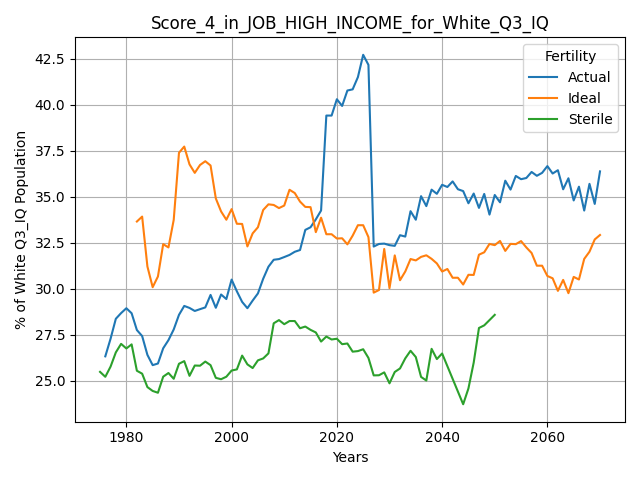 Score_4_in_JOB_HIGH_INCOME_for_White_Q3_IQ
Fertility
Actual
Ideal
Sterile
% of White Q3_IQ Population
42.5
40.0
37.5
35.0
32.5
30.0
27.5
25.0
1980 2000 2020 2040 2060
Years